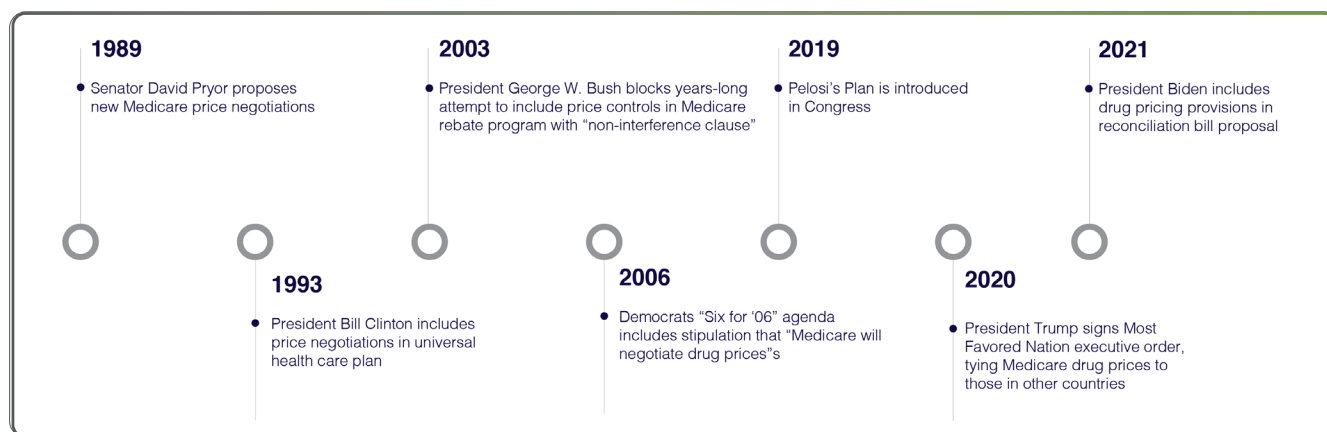 1989
Senator David Pryor proposes
new Medicare price negotiations
1993
President Bill Clinton includes
price negotiations in universal
health care plan
2003
President George W. Bush blocks years-long
attempt to include price controls in Medicare
rebate program with “non-interference clause”
2006
Democrats “Six for ‘06” agenda
includes stipulation that “Medicare will
negotiate drug prices”s
2019
Pelosi’s Plan is introduced
in Congress
2020
President Trump signs Most
Favored Nation executive order,
tying Medicare drug prices to
those in other countries
2021
President Biden includes
drug pricing provisions in
reconciliation bill proposal